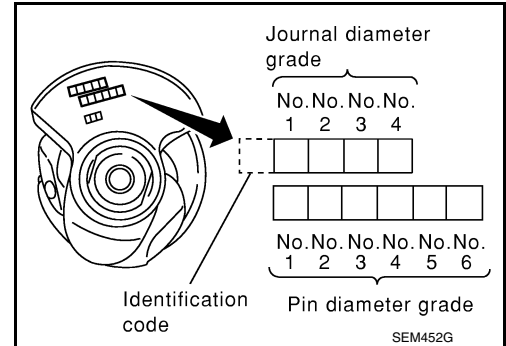 Journal diameter
grade
No. No. No. No.
1 2 3 4
No. No. No. No. No. No.
1 2 3 4 5 6
Identification
code
Pin diameter grade
SEM452G